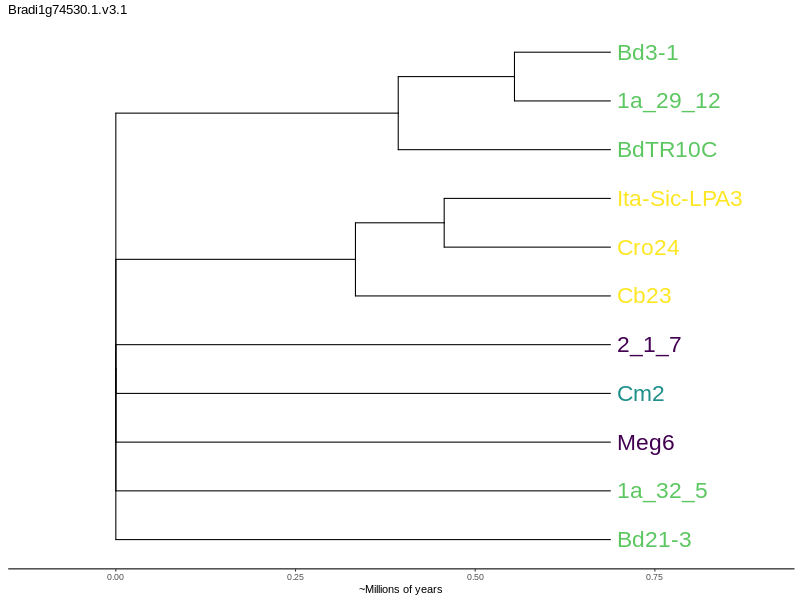 Bradi1g74530.1.v3.1
Bd3-1
1a_29_12
BdTR10C
Ita-Sic-LPA3
Cro24
Cb23
2_1_7
Cm2
Meg6
1a_32_5
Bd21-3
0.00 0.25 0.50 0.75
~Millions of years